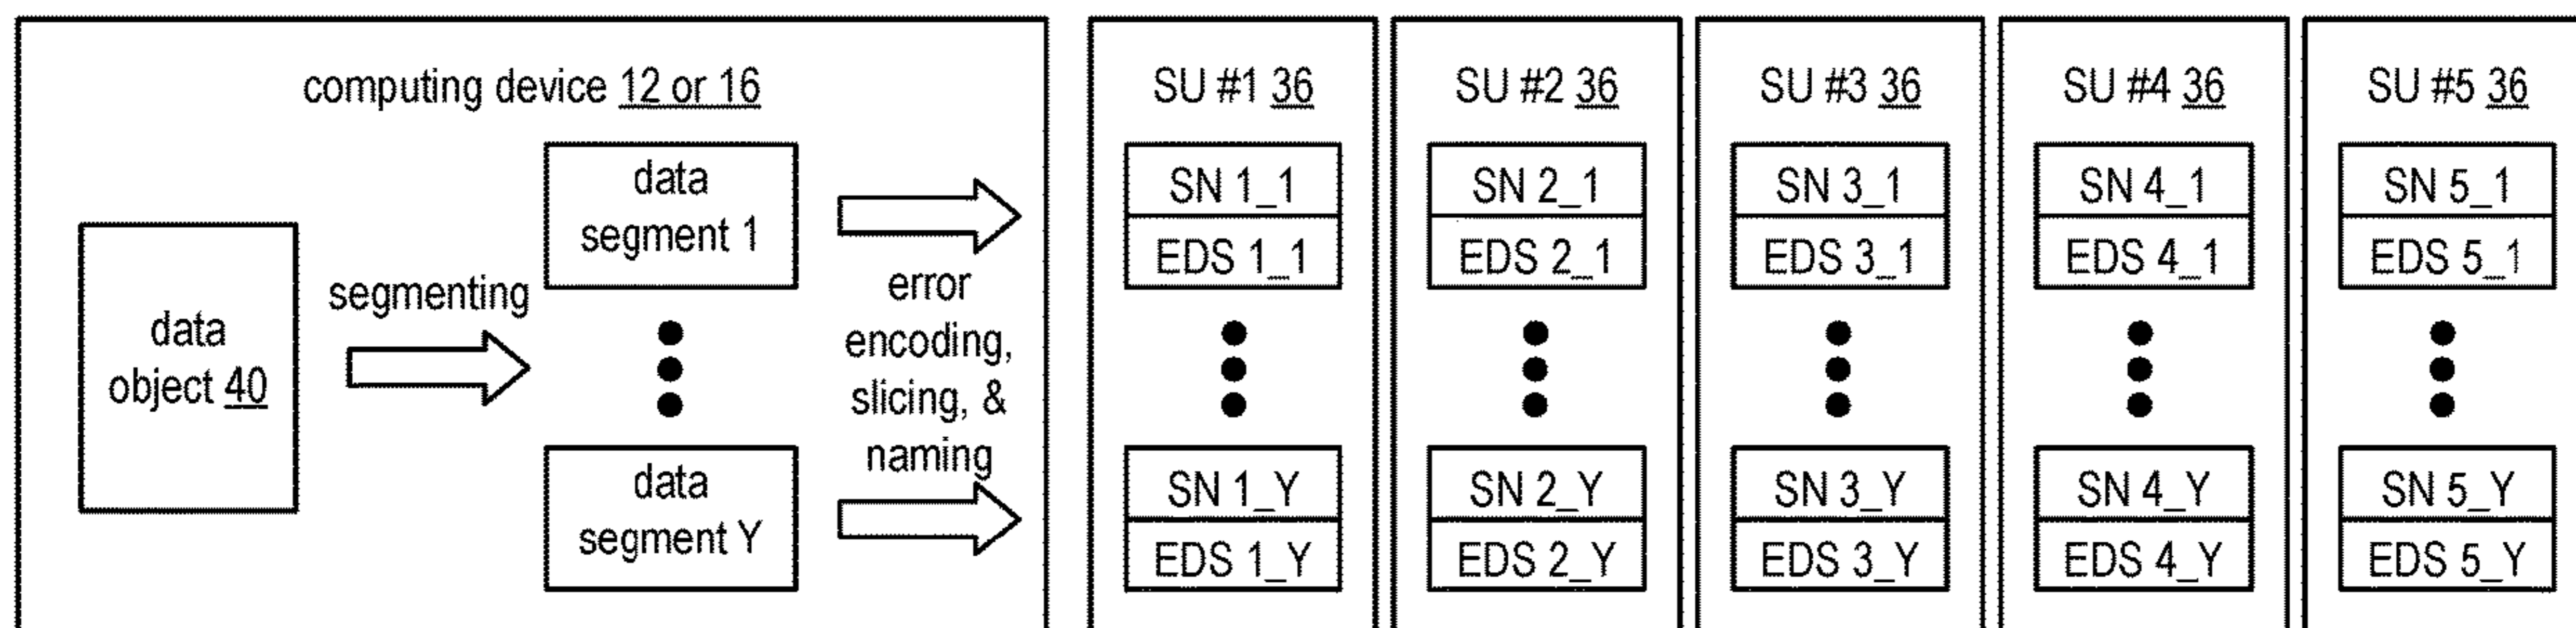 computing device 12 or 16
data
object 40
segmenting
data
segment 1
data
segment Y
error
encoding,
slicing, &
naming
SU #1 36
SN 1_1
EDS 1_1
SN 1_Y
EDS 1_Y
SU #2 36
SN 2_1
EDS 2_1
SN 2_Y
EDS 2_Y
SU #3 36
SN 3_1
EDS 3_1
SN 3_Y
EDS 3_Y
SU #4 36
SN 4_1
EDS 4_1
SN 4_Y
EDS 4_Y
SU #5 36
SN 5_1
EDS 5_1
SN 5_Y
EDS 5_Y